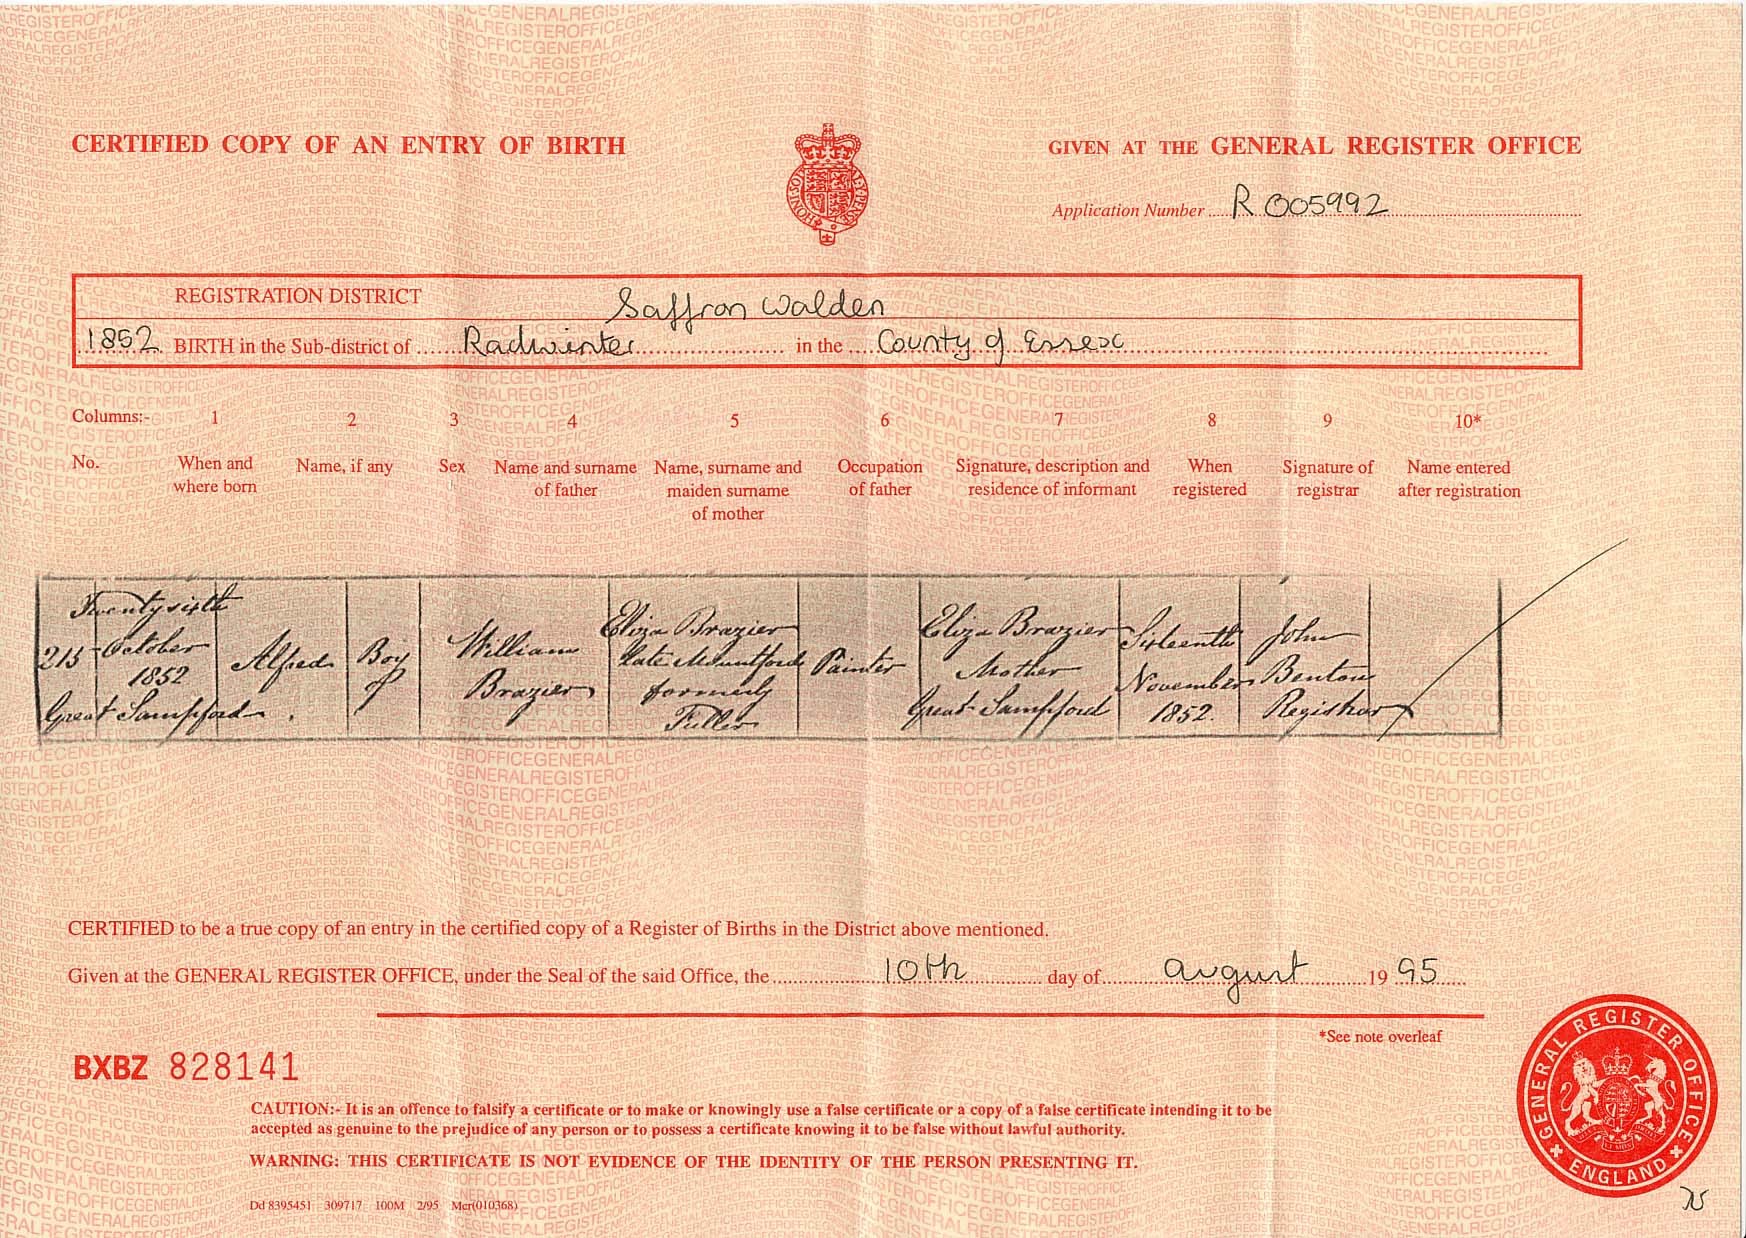 CERTIFIED COPY OF AN ENTRY OF BIRTH
GIVEN AT THE GENERAL REGISTER OFFICE
Application Number R 005992
REGISTRATION DISTRICT Saffron Walden
1852 BIRTH in the Sub-district of Radwinter in the County of Essex
Columns:- 1 2 3 4 5 6 7 8 9 10*
No. When and where born Name, if any Sex Name and surname of father Name, surname and maiden surname of mother Occupation of father Signature, description and residence of informant When registered Signature of registrar Name entered after registration
215 Twentysixth October 1852 Great Sampford Alfred Boy William Brazier Eliza Brazier late Mountford formerly Fuller Painter Eliza Brazier Mother Great Sampford Sixteenth November 1852. John Benton Registrar
CERTIFIED to be a true copy of an entry in the certified copy of a Register of Births in the District above mentioned.
Given at the GENERAL REGISTER OFFICE, under the Seal of the said Office, the 10th day of august 19 95
*See note overleaf
BXBZ 828141
CAUTION:- It is an offence to falsify a certificate or to make or knowingly use a false certificate or a copy of a false certificate intending it to be
accepted as genuine to the prejudice of any person or to possess a certificate knowing it to be false without lawful authority.
WARNING: THIS CERTIFICATE IS NOT EVIDENCE OF THE IDENTITY OF THE PERSON PRESENTING IT.
Dd 8395451 309717 100M 2/95 Mcr(010368)
GENERAL REGISTER OFFICE
ENGLAND